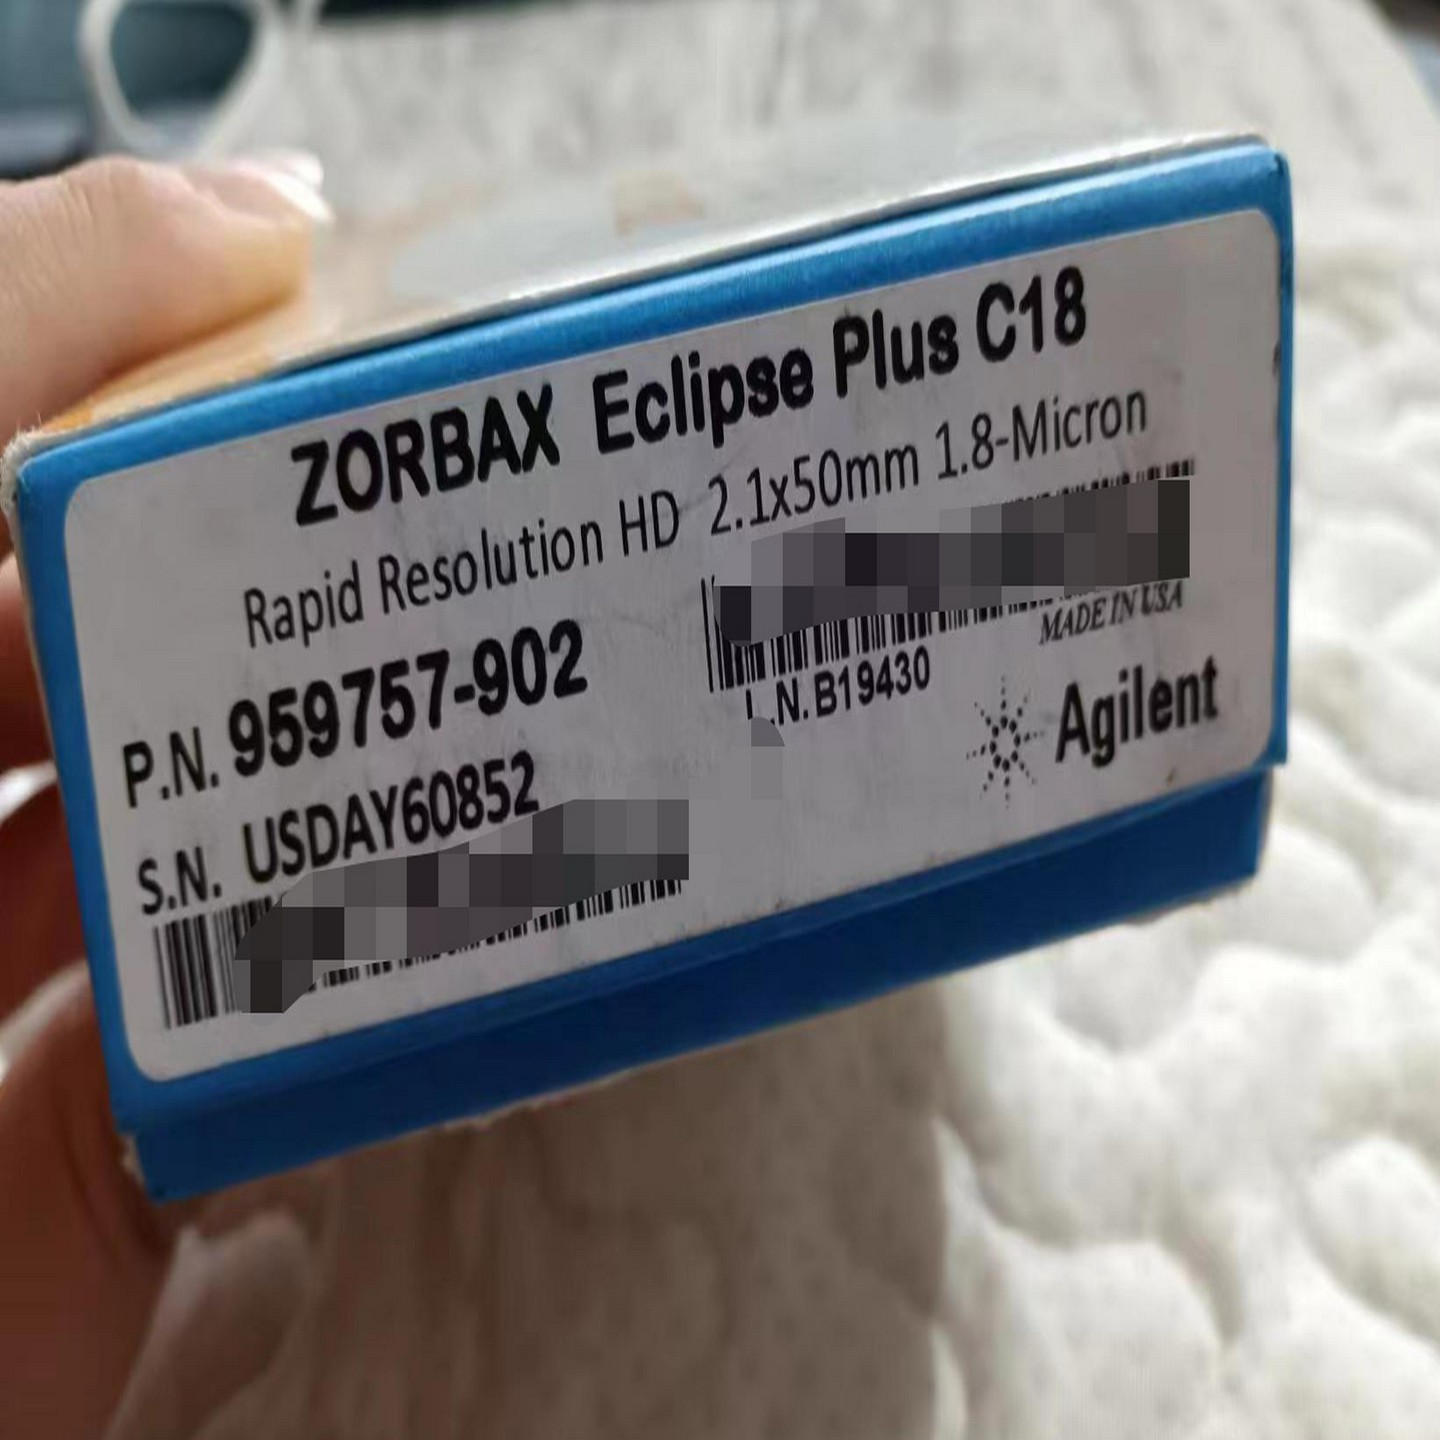 ZORBAX Eclipse Plus C18
Rapid Resolution HD 2.1x50mm 1.8-Micron
P.N. 959757-902
S.N. USDAY60852
L.N. B19430
MADE IN USA
Agilent